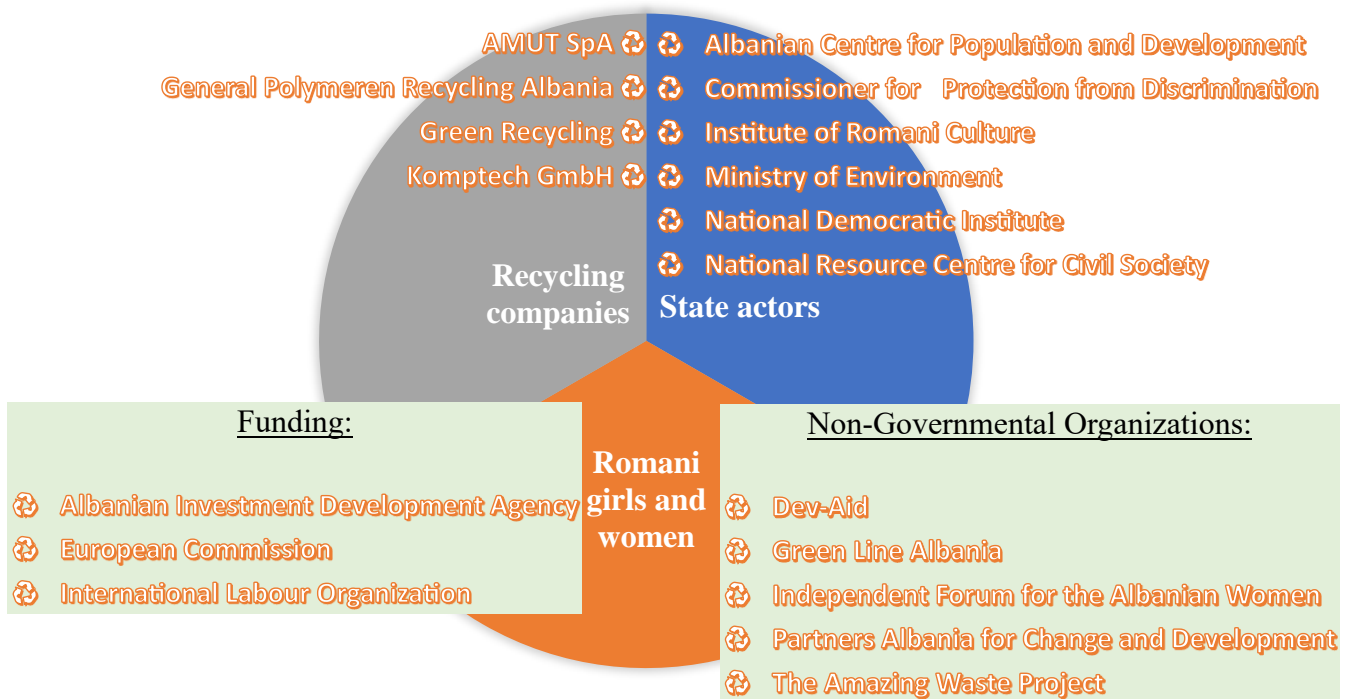 AMUT SpA
General Polymeren Recycling Albania
Green Recycling
Komptech GmbH
Recycling
companies
Albanian Centre for Population and Development
Commissioner for Protection from Discrimination
Institute of Romani Culture
Ministry of Environment
National Democratic Institute
National Resource Centre for Civil Society
State actors
Funding:
Albanian Investment Development Agency
European Commission
International Labour Organization
Romani
girls and
women
Non-Governmental Organizations:
Dev-Aid
Green Line Albania
Independent Forum for the Albanian Women
Partners Albania for Change and Development
The Amazing Waste Project